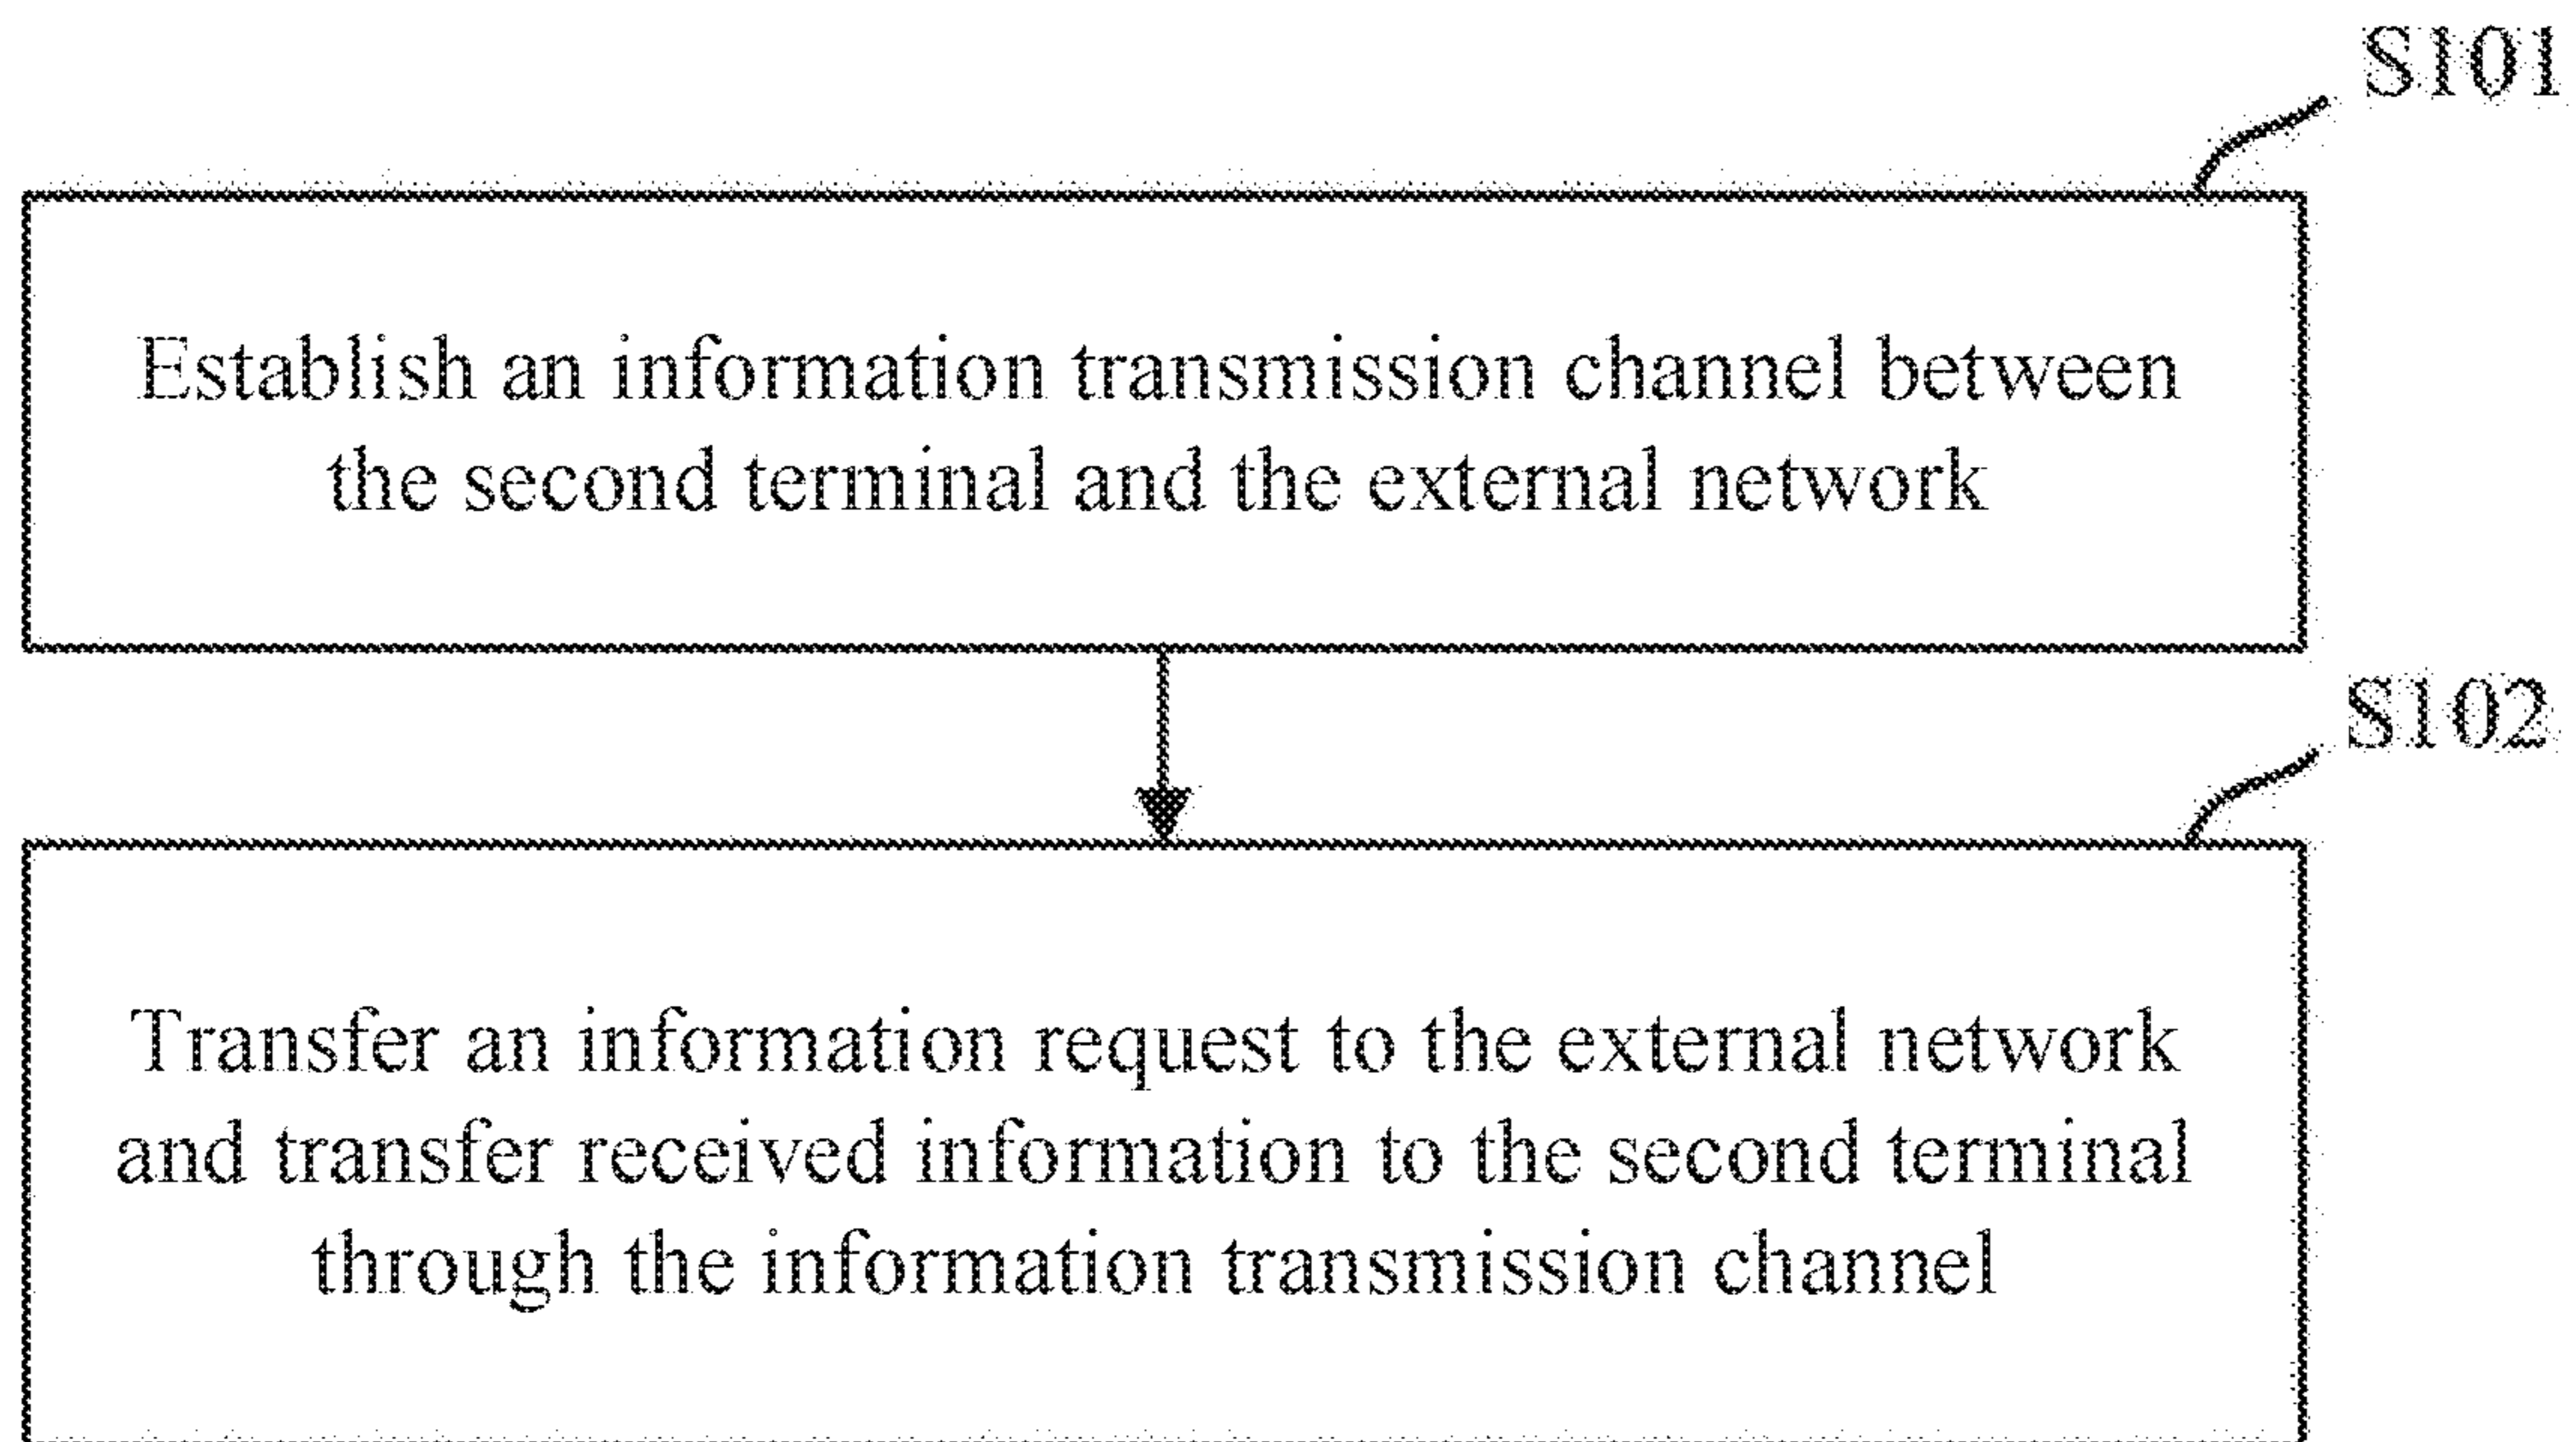 S101
Establish an information transmission channel between
the second terminal and the external network
S102
Transfer an information request to the external network
and transfer received information to the second terminal
through the information transmission channel